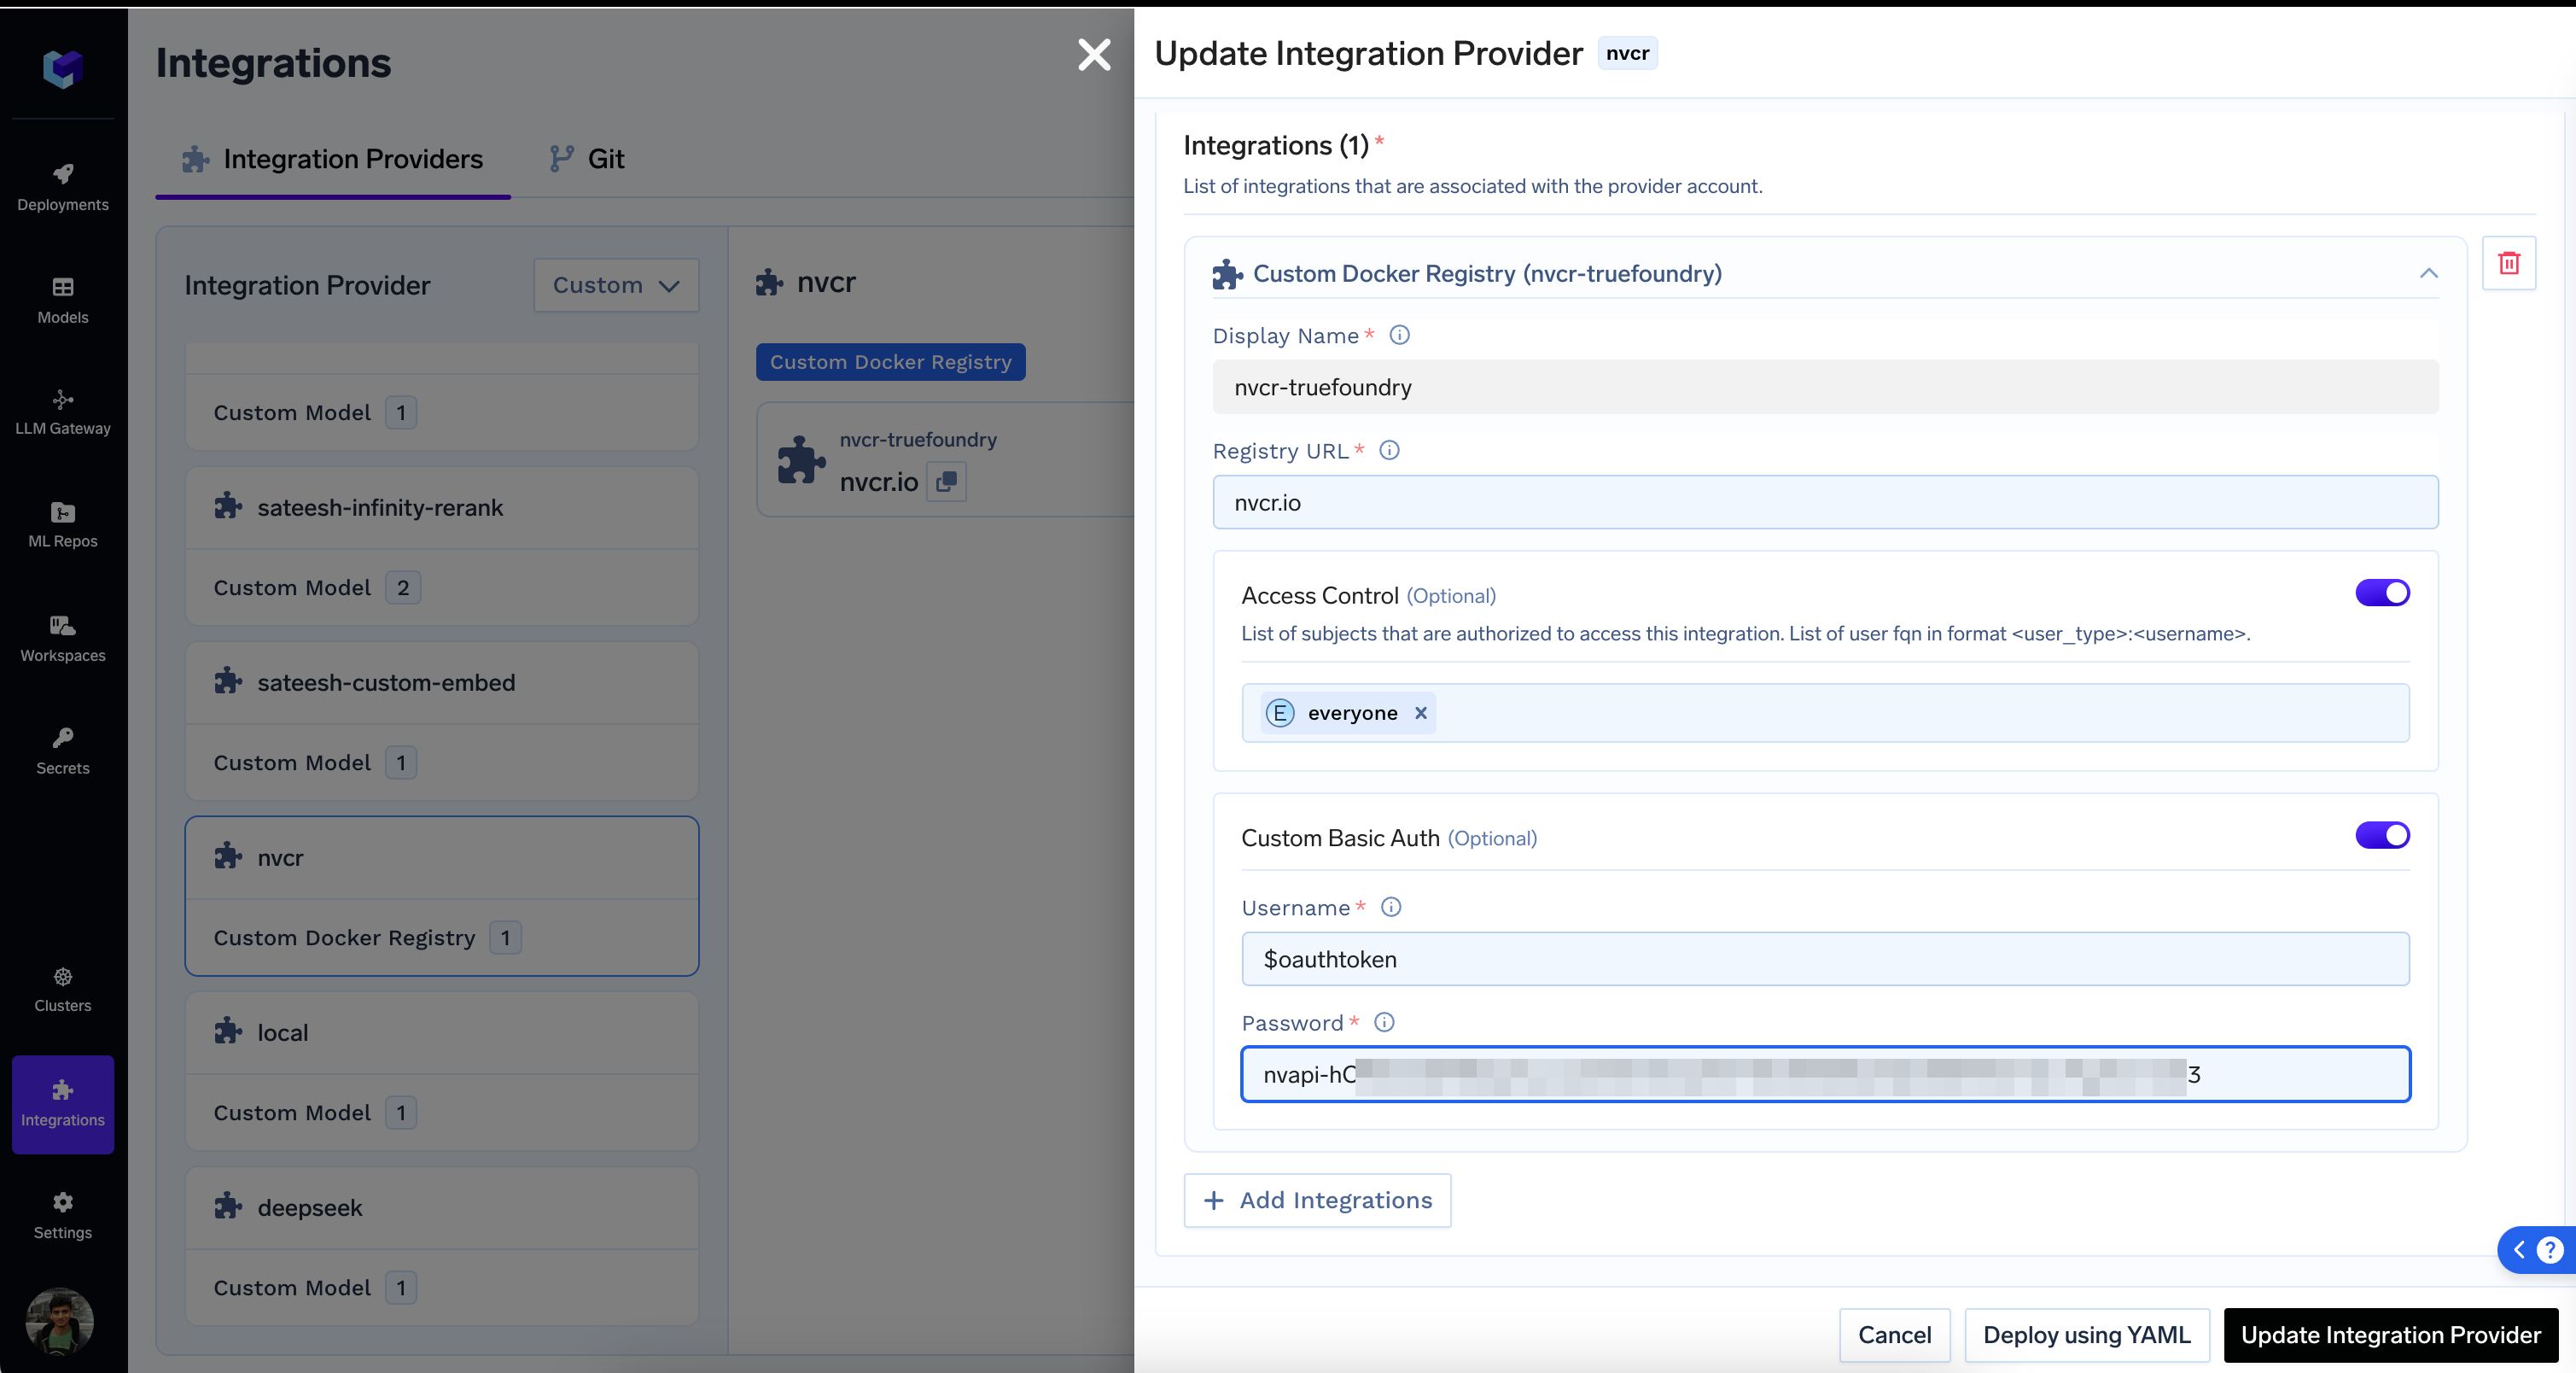 Deployments
Models
LLM Gateway
ML Repos
Workspaces
Secrets
Clusters
Integrations
Settings
Integrations
Integration Providers
Git
Integration Provider
Custom
Custom Model 1
sateesh-infinity-rerank
Custom Model 2
sateesh-custom-embed
Custom Model 1
nvcr
Custom Docker Registry 1
local
Custom Model 1
deepseek
Custom Model 1
nvcr
Custom Docker Registry
nvcr-truefoundry
nvcr.io
Update Integration Provider nvcr
Integrations (1) *
List of integrations that are associated with the provider account.
Custom Docker Registry (nvcr-truefoundry)
Display Name *
nvcr-truefoundry
Registry URL *
nvcr.io
Access Control (Optional)
List of subjects that are authorized to access this integration. List of user fqn in format <user_type>:<username>.
E everyone
Custom Basic Auth (Optional)
Username *
$oauthtoken
Password *
nvapi-hC 3
+ Add Integrations
?
Cancel
Deploy using YAML
Update Integration Provider